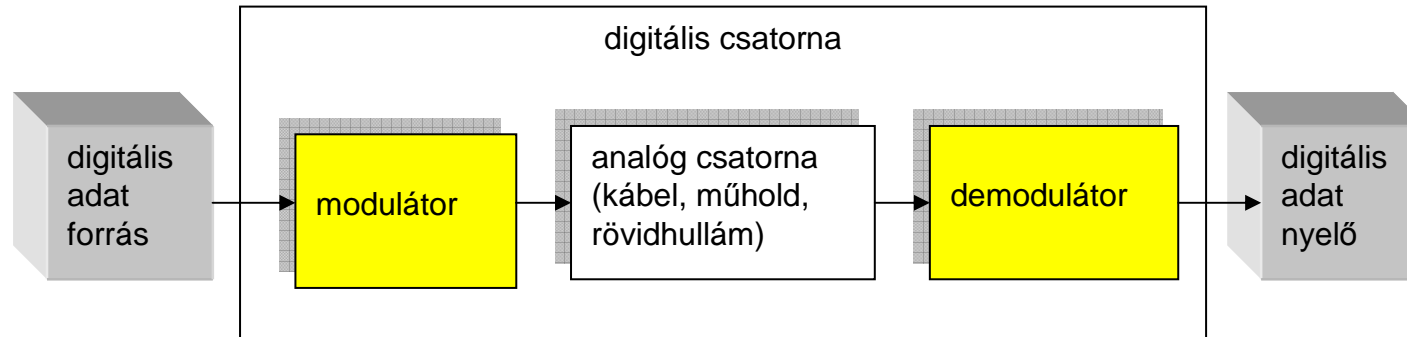 digitális csatorna
digitális
adat
forrás
modulátor
analóg csatorna
(kábel, műhold,
rövidhullám)
demodulátor
digitális
adat
nyelő